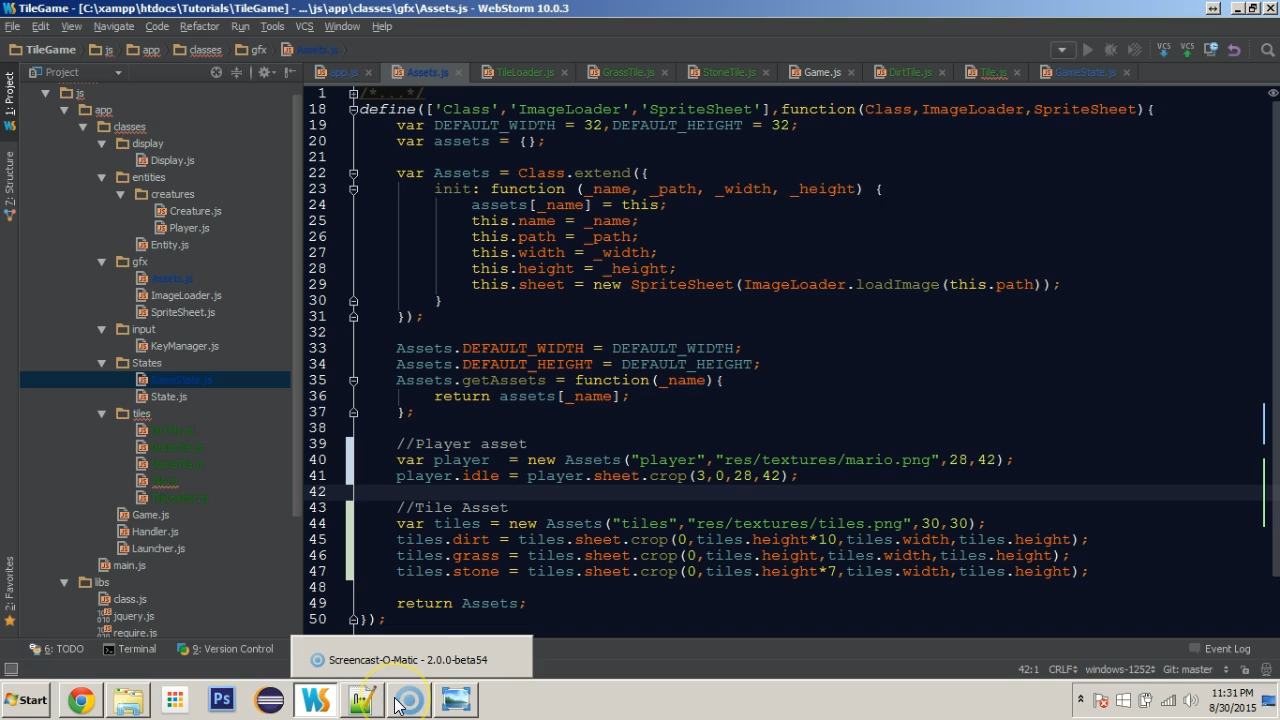 TileGame - [C:\xampp\htdocs\Tutorials\TileGame] - ...\js\app\classes\gfx\Assets.js - WebStorm 10.0.3
File Edit View Navigate Code Refactor Run Tools VCS Window Help
TileGame js app classes gfx Assets.js
Project
app.js Assets.js TileLoader.js GrassTile.js StoneTile.js Game.js DirtTile.js Tile.js GameState.js
1: Project
Structure
2: Favorites
js
app
classes
display
Display.js
entities
creatures
Creature.js
Player.js
Entity.js
gfx
Assets.js
ImageLoader.js
SpriteSheet.js
input
KeyManager.js
States
GameState.js
State.js
tiles
Game.js
Handler.js
Launcher.js
main.js
libs
class.js
jquery.js
require.js
1 /*...*/
18 define(['Class','ImageLoader','SpriteSheet'],function(Class,ImageLoader,SpriteSheet){
19 var DEFAULT_WIDTH = 32,DEFAULT_HEIGHT = 32;
20 var assets = {};
21
22 var Assets = Class.extend({
23 init: function (_name, _path, _width, _height) {
24 assets[_name] = this;
25 this.name = _name;
26 this.path = _path;
27 this.width = _width;
28 this.height = _height;
29 this.sheet = new SpriteSheet(ImageLoader.loadImage(this.path));
30 }
31 });
32
33 Assets.DEFAULT_WIDTH = DEFAULT_WIDTH;
34 Assets.DEFAULT_HEIGHT = DEFAULT_HEIGHT;
35 Assets.getAssets = function(_name){
36 return assets[_name];
37 };
38
39 //Player asset
40 var player  = new Assets("player","res/textures/mario.png",28,42);
41 player.idle = player.sheet.crop(3,0,28,42);
42
43 //Tile Asset
44 var tiles = new Assets("tiles","res/textures/tiles.png",30,30);
45 tiles.dirt = tiles.sheet.crop(0,tiles.height*10,tiles.width,tiles.height);
46 tiles.grass = tiles.sheet.crop(0,tiles.height,tiles.width,tiles.height);
47 tiles.stone = tiles.sheet.crop(0,tiles.height*7,tiles.width,tiles.height);
48
49 return Assets;
50 });
6: TODO Terminal 9: Version Control Event Log
Screencast-O-Matic - 2.0.0-beta54
42:1 CRLF windows-1252 Git: master
Start Ps WS
11:31 PM
8/30/2015